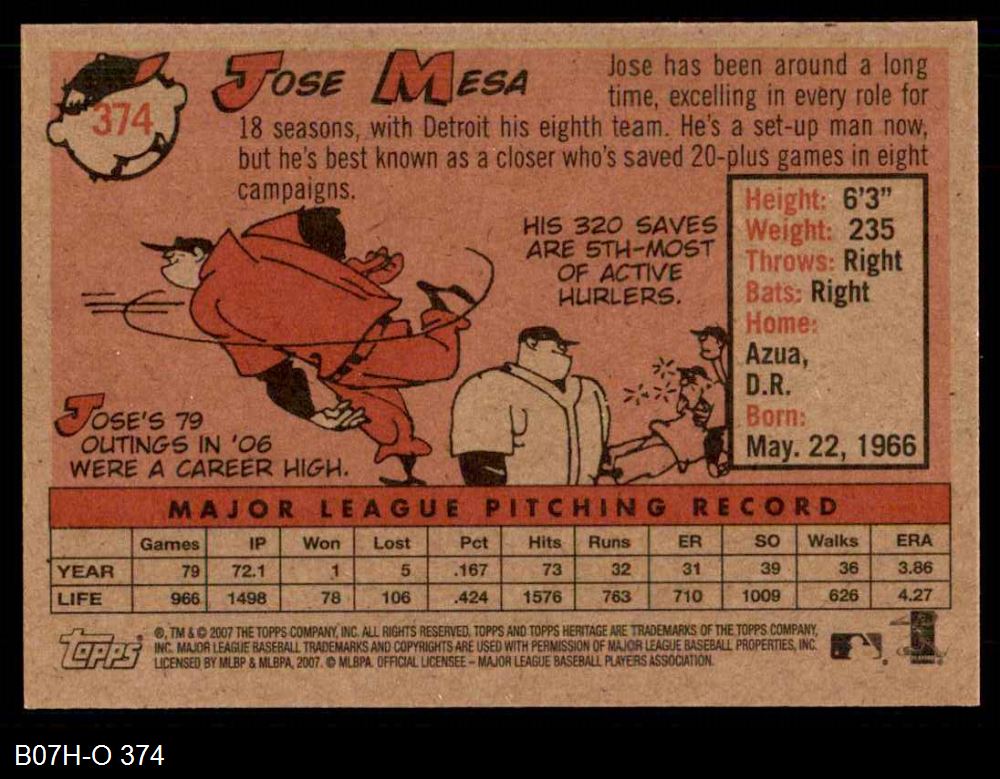 374
JOSE MESA
Jose has been around a long
time, excelling in every role for
18 seasons, with Detroit his eighth team. He's a set-up man now,
but he's best known as a closer who's saved 20-plus games in eight
campaigns.
HIS 320 SAVES
ARE 5TH-MOST
OF ACTIVE
HURLERS.
Height: 6'3"
Weight: 235
Throws: Right
Bats: Right
Home:
Azua,
D.R.
Born:
May. 22, 1966
JOSE'S 79
OUTINGS IN '06
WERE A CAREER HIGH.
MAJOR LEAGUE PITCHING RECORD
Games IP Won Lost Pct Hits Runs ER SO Walks ERA
YEAR 79 72.1 1 5 .167 73 32 31 39 36 3.86
LIFE 966 1498 78 106 .424 1576 763 710 1009 626 4.27
Topps
®, TM & © 2007 THE TOPPS COMPANY, INC. ALL RIGHTS RESERVED. TOPPS AND TOPPS HERITAGE ARE TRADEMARKS OF THE TOPPS COMPANY,
INC. MAJOR LEAGUE BASEBALL TRADEMARKS AND COPYRIGHTS ARE USED WITH PERMISSION OF MAJOR LEAGUE BASEBALL PROPERTIES, INC.
LICENSED BY MLBP & MLBPA, 2007. © MLBPA. OFFICIAL LICENSEE – MAJOR LEAGUE BASEBALL PLAYERS ASSOCIATION.
B07H-O 374